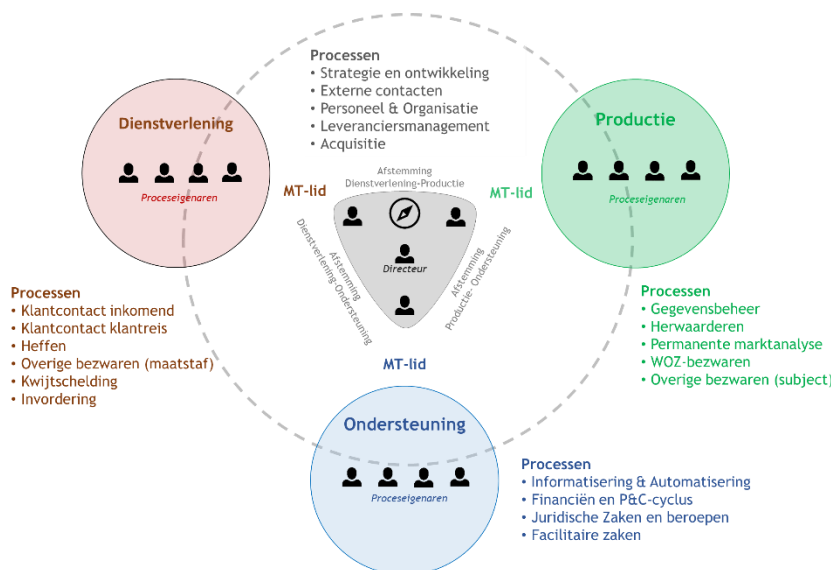 Processen
• Strategie en ontwikkeling
• Externe contacten
• Personeel & Organisatie
• Leveranciersmanagement
• Acquisitie
Dienstverlening
Proceseigenaren
Productie
Proceseigenaren
MT-lid
Afstemming
Dienstverlening-Productie
MT-lid
Directeur
Afstemming
Dienstverlening-Ondersteuning
Afstemming
Productie- Ondersteuning
MT-lid
Processen
• Klantcontact inkomend
• Klantcontact klantreis
• Heffen
• Overige bezwaren (maatstaf)
• Kwijtschelding
• Invordering
Processen
• Gegevensbeheer
• Herwaarderen
• Permanente marktanalyse
• WOZ-bezwaren
• Overige bezwaren (subject)
Ondersteuning
Proceseigenaren
Processen
• Informatisering & Automatisering
• Financiën en P&C-cyclus
• Juridische Zaken en beroepen
• Facilitaire zaken